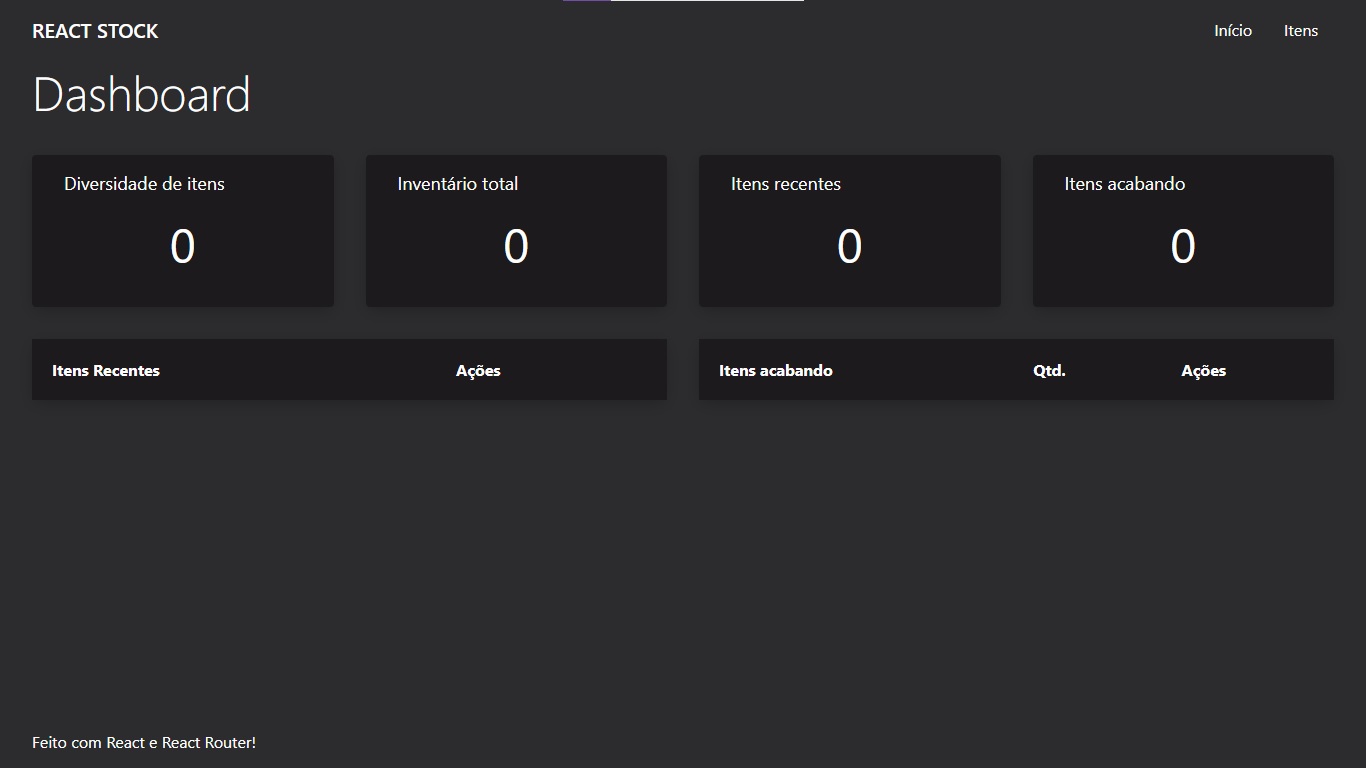 REACT STOCK Início Itens
Dashboard
Diversidade de itens Inventário total Itens recentes Itens acabando
0 0 0 0
Itens Recentes Ações Itens acabando Qtd. Ações
Feito com React e React Router!